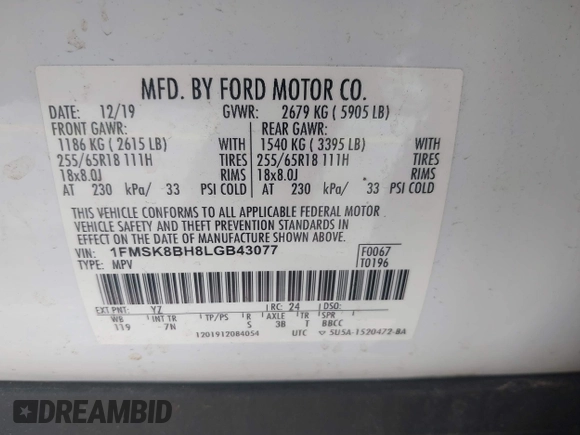 MFD. BY FORD MOTOR CO.
DATE: 12/19 GVWR: 2679 KG ( 5905 LB)
FRONT GAWR: REAR GAWR:
1186 KG ( 2615 LB) WITH 1540 KG ( 3395 LB) WITH
255/65R18 111H TIRES 255/65R18 111H TIRES
18x8.0J RIMS 18x8.0J RIMS
AT 230 kPa/ 33 PSI COLD AT 230 kPa/ 33 PSI COLD
THIS VEHICLE CONFORMS TO ALL APPLICABLE FEDERAL MOTOR
VEHICLE SAFETY AND THEFT PREVENTION STANDARDS IN
EFFECT ON THE DATE OF MANUFACTURE SHOWN ABOVE.
VIN: 1FMSK8BH8LGB43077 F0067
TYPE: MPV T0196
EXT PNT: YZ RC: 24 DSO:
WB INT TR TP/PS R AXLE TR SPR
119 7N S 3B T BBCC
1201912084054 UTC SU5A-1520472-BA
DREAMBID